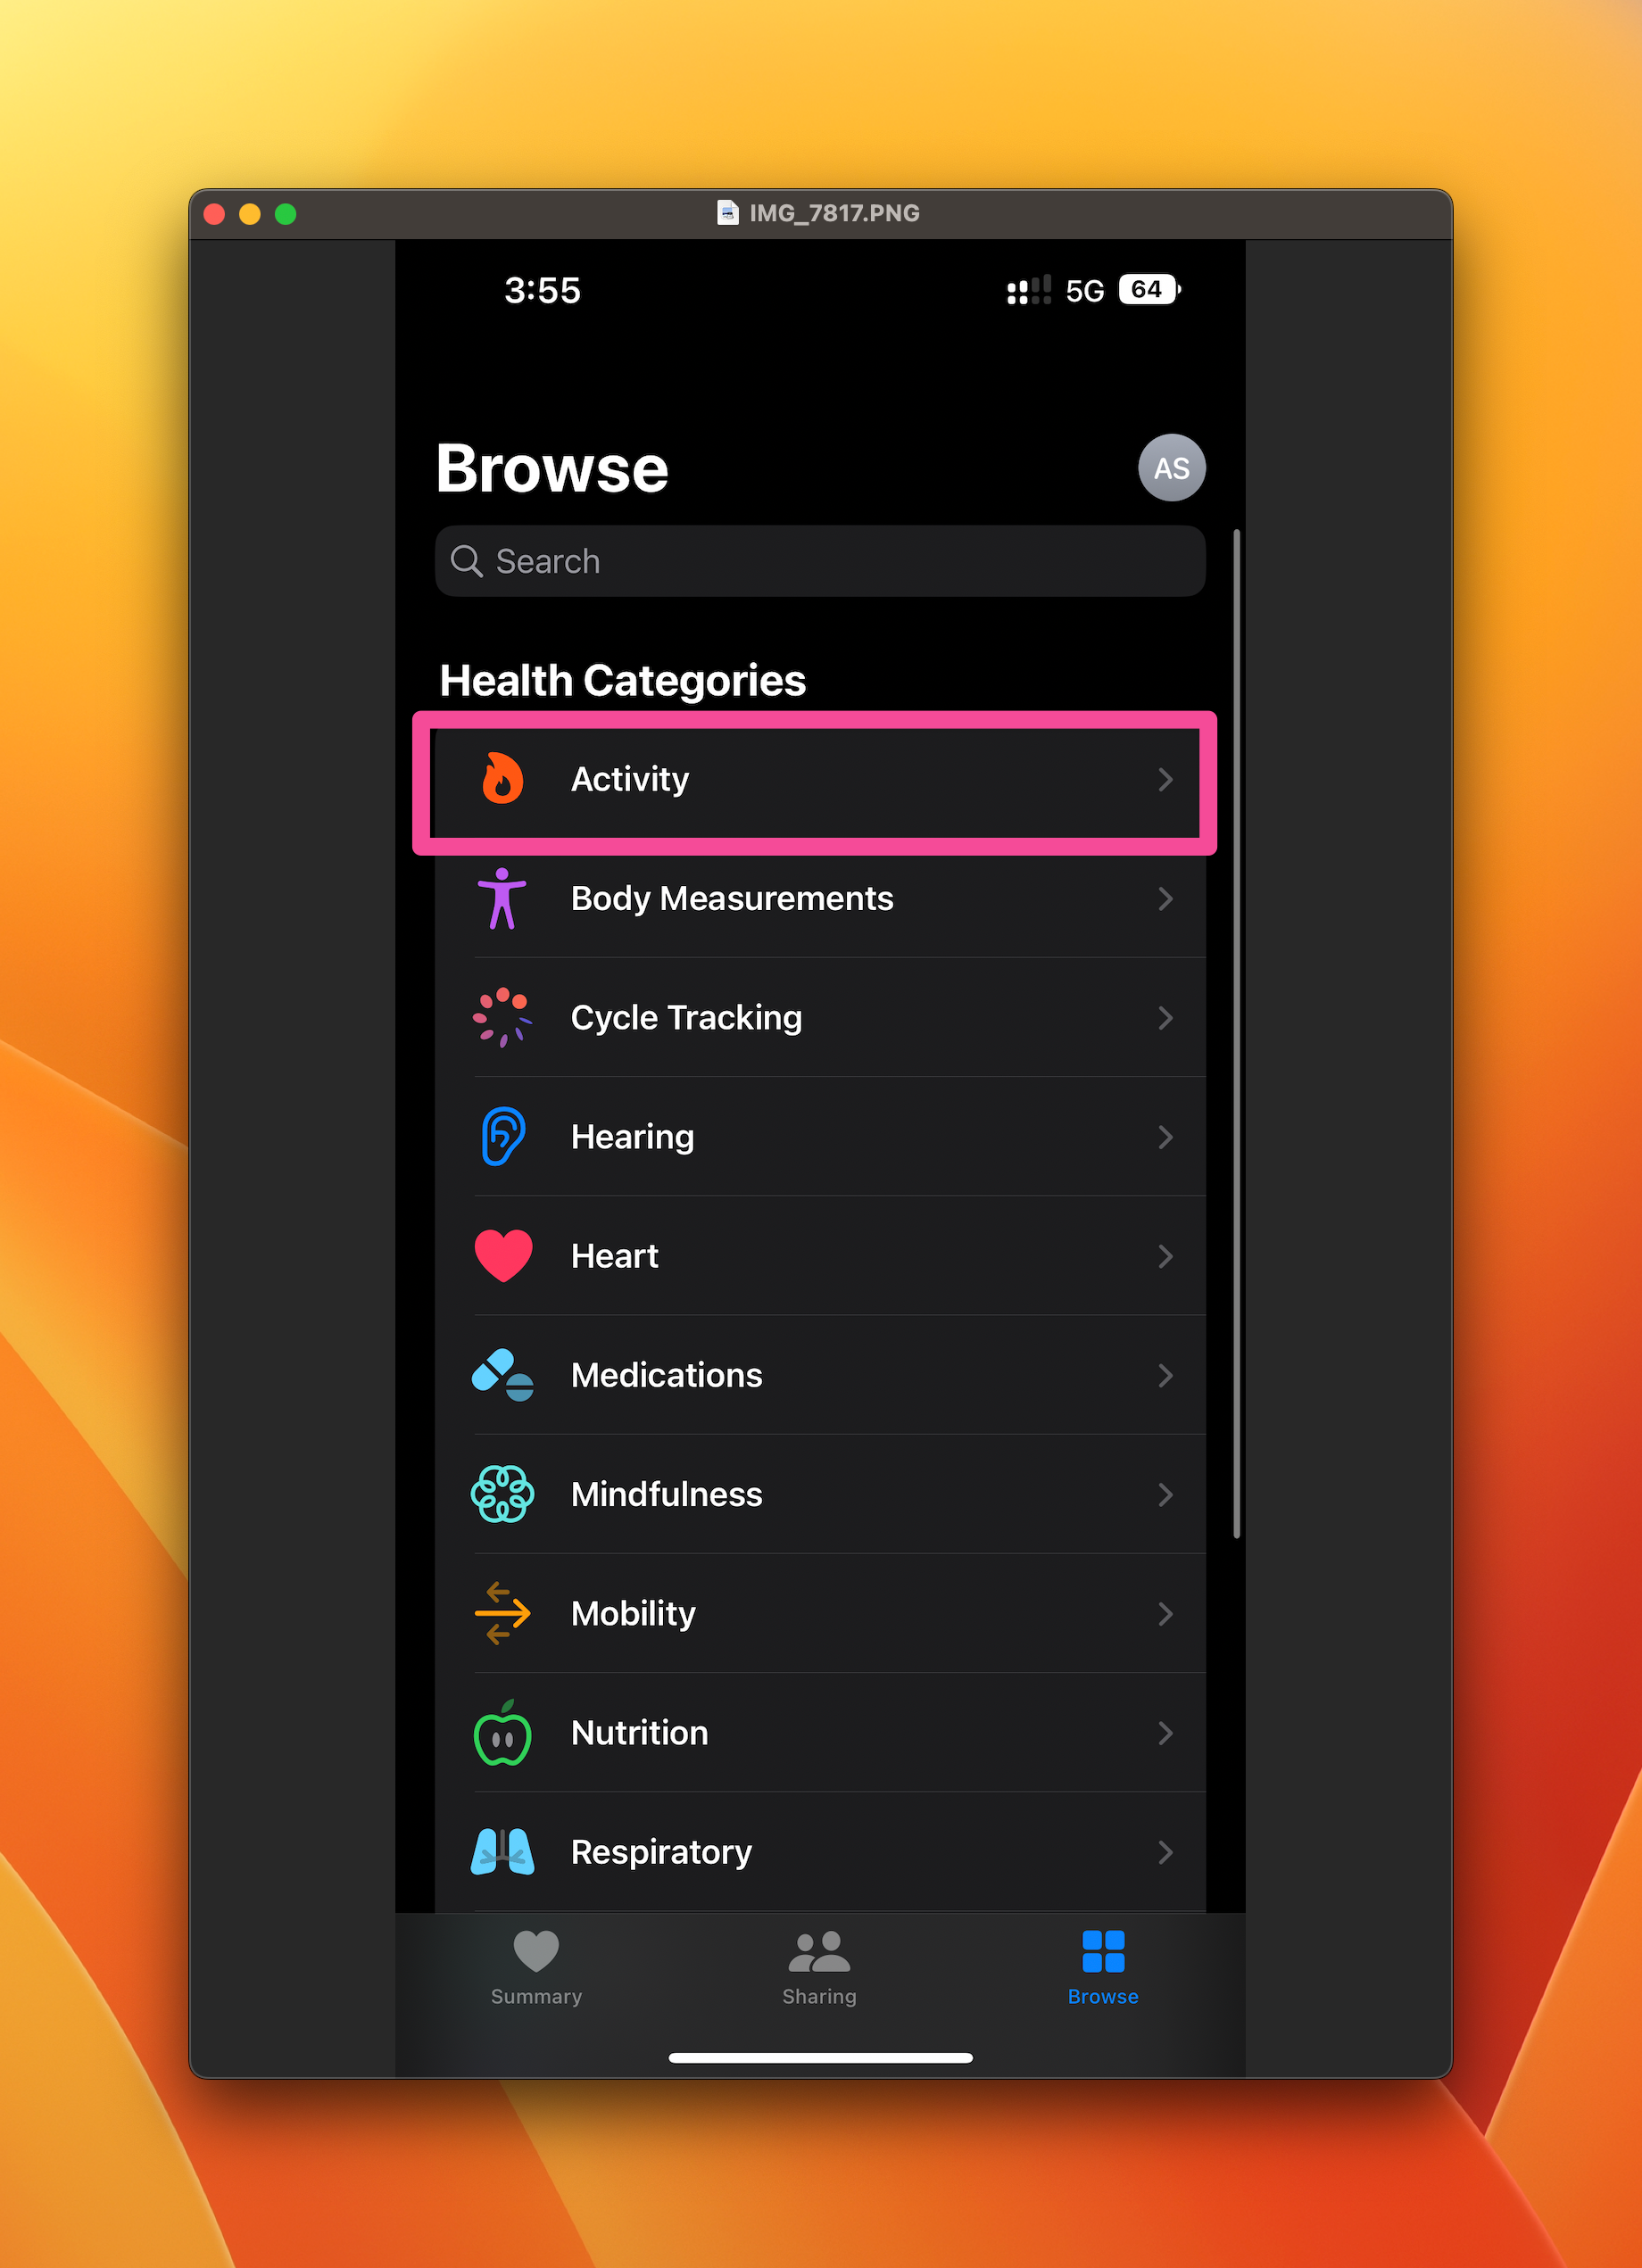 IMG_7817.PNG
3:55 5G 64
Browse AS
Search
Health Categories
Activity
Body Measurements
Cycle Tracking
Hearing
Heart
Medications
Mindfulness
Mobility
Nutrition
Respiratory
Summary Sharing Browse